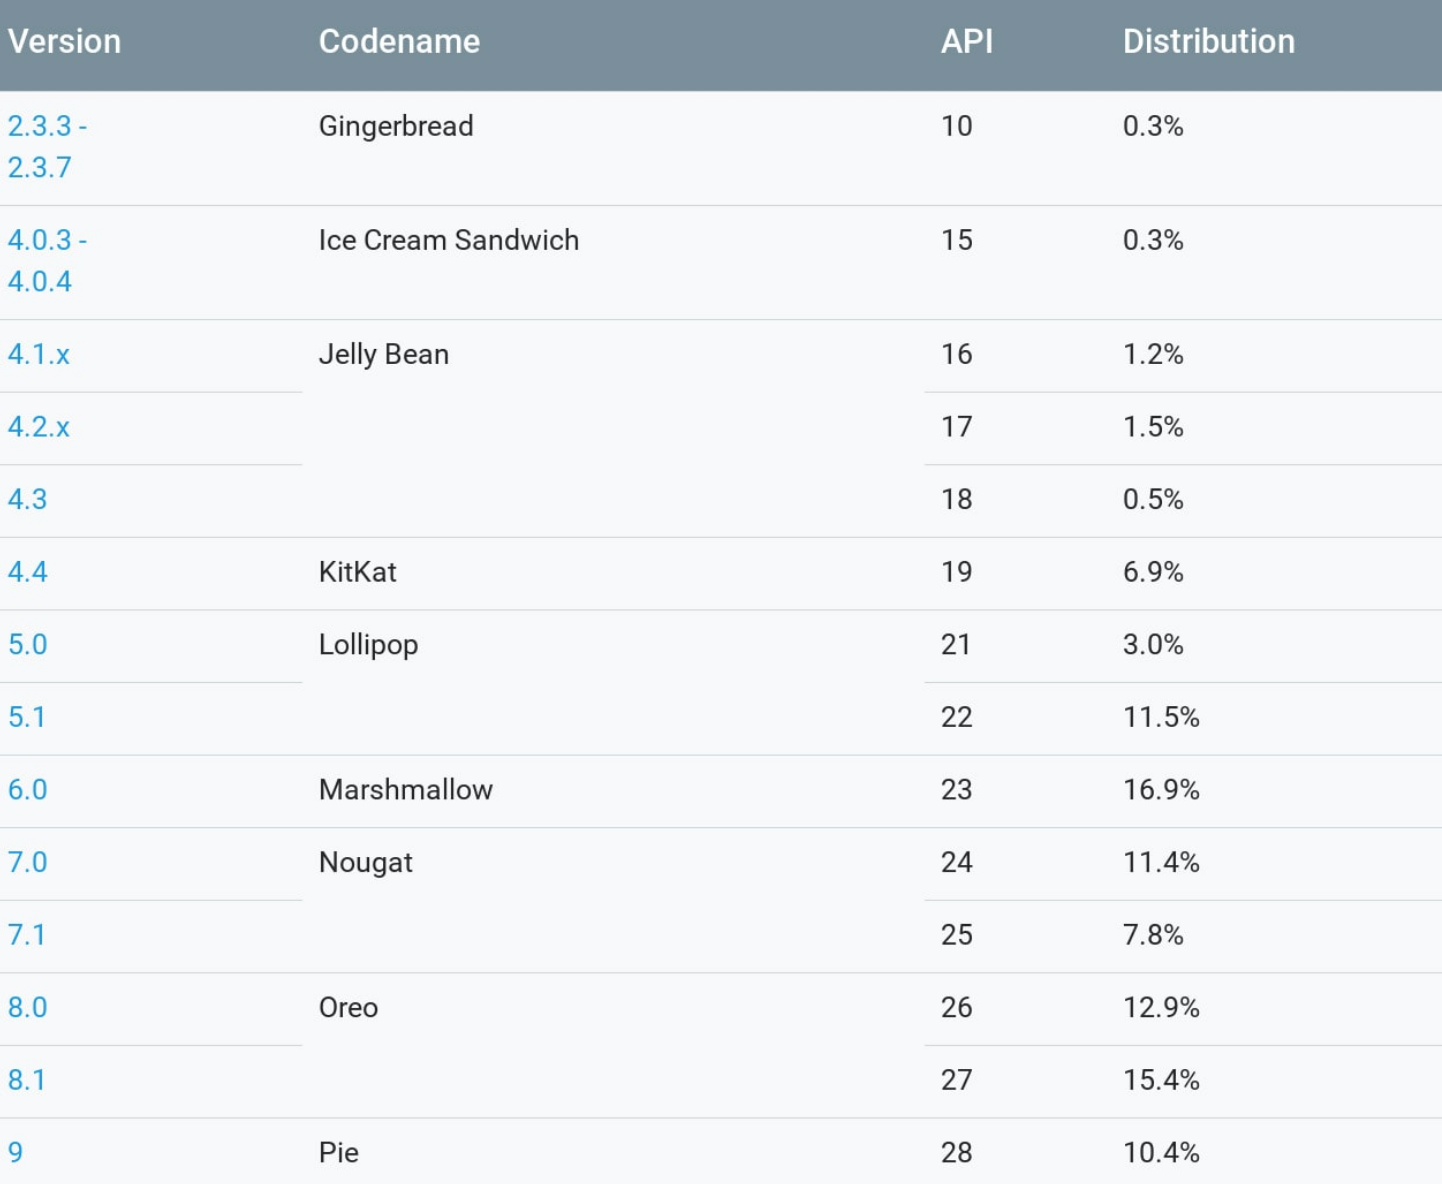 Version Codename API Distribution
2.3.3 - Gingerbread 10 0.3%
2.3.7
4.0.3 - Ice Cream Sandwich 15 0.3%
4.0.4
4.1.x Jelly Bean 16 1.2%
4.2.x 17 1.5%
4.3 18 0.5%
4.4 KitKat 19 6.9%
5.0 Lollipop 21 3.0%
5.1 22 11.5%
6.0 Marshmallow 23 16.9%
7.0 Nougat 24 11.4%
7.1 25 7.8%
8.0 Oreo 26 12.9%
8.1 27 15.4%
9 Pie 28 10.4%